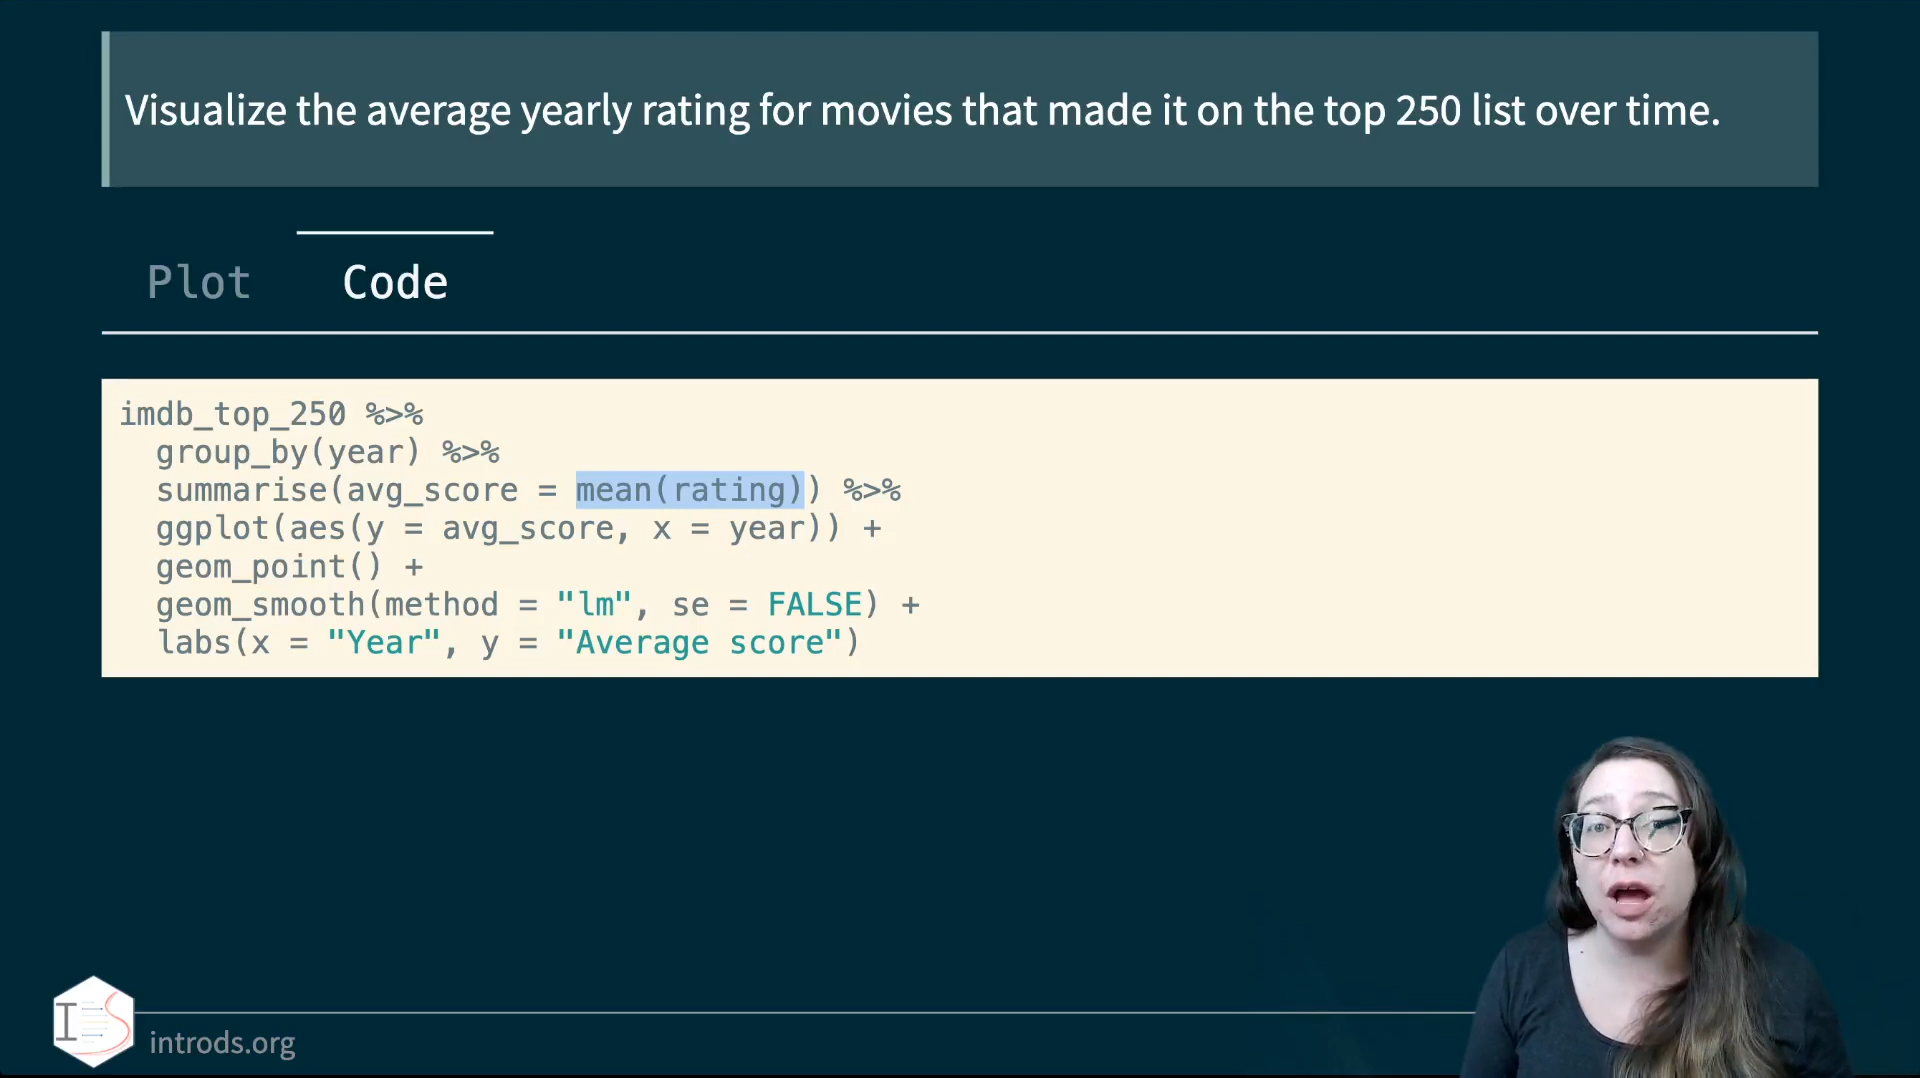 Visualize the average yearly rating for movies that made it on the top 250 list over time.
Plot
Code
imdb_top_250 %>%
  group_by(year) %>%
  summarise(avg_score = mean(rating)) %>%
  ggplot(aes(y = avg_score, x = year)) +
  geom_point() +
  geom_smooth(method = "lm", se = FALSE) +
  labs(x = "Year", y = "Average score")
IS
introds.org